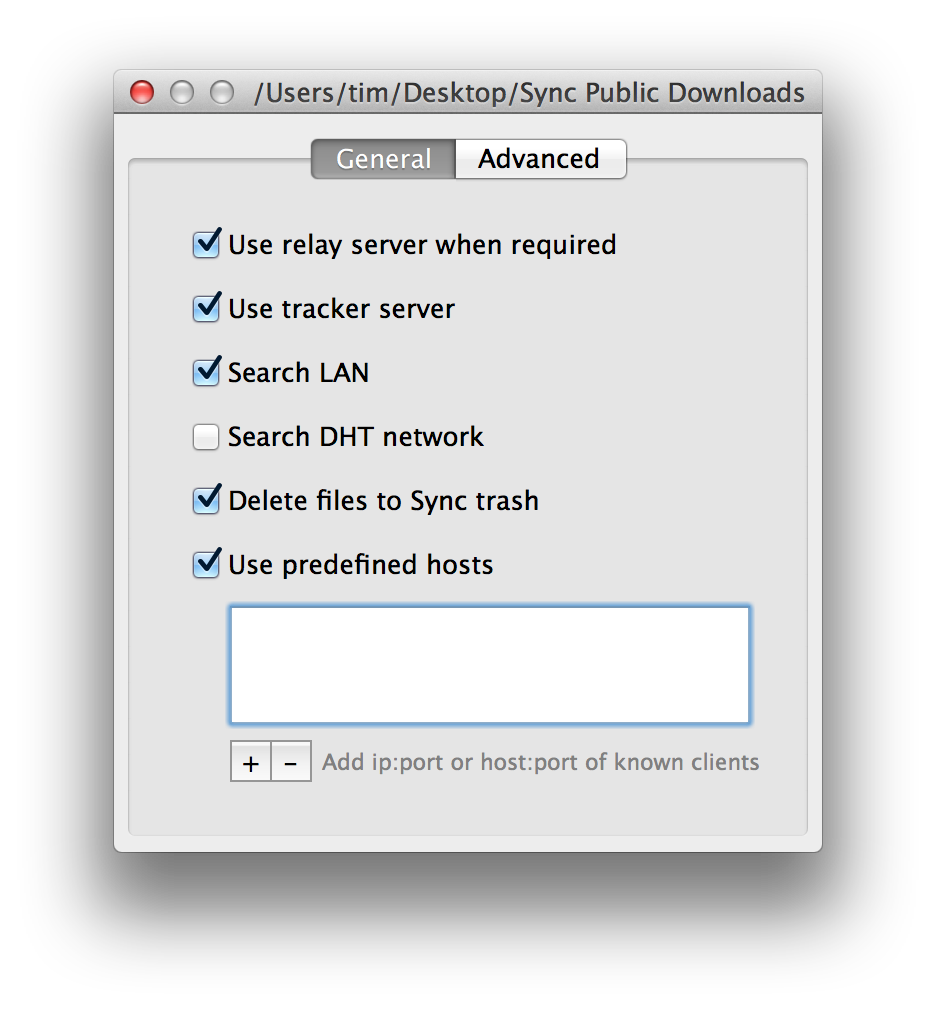 /Users/tim/Desktop/Sync Public Downloads
General Advanced
Use relay server when required
Use tracker server
Search LAN
Search DHT network
Delete files to Sync trash
Use predefined hosts
+ - Add ip:port or host:port of known clients